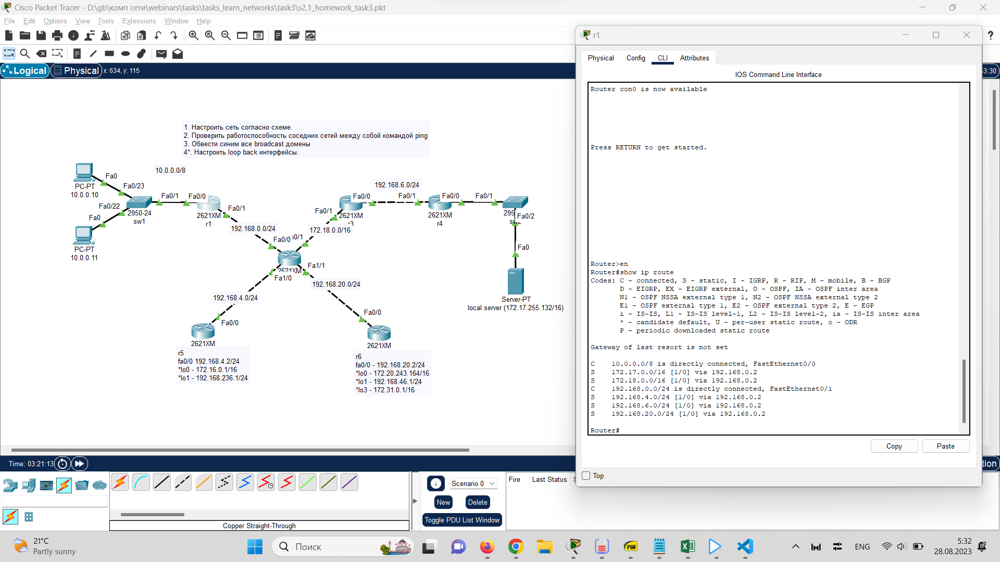 Cisco Packet Tracer - D:\gb\комп сети\webinars\tasks\tasks_learn_networks\task3\s2.1_homework_task3.pkt
File Edit Options View Tools Extensions Window Help
Logical Physical x: 634, y: 115
3:30
1. Настроить сеть согласно схеме.
2. Проверить работоспособность соседних сетей между собой командой ping
3. Обвести синим все broadcast домены
4*. Настроить loop back интерфейсы.
10.0.0.0/8
Fa0
PC-PT
10.0.0.10
Fa0/23
Fa0/22
Fa0
PC-PT
10.0.0.11
2950-24
sw1
Fa0/1
Fa0/0
2621XM
r1
Fa0/1
192.168.0.0/24
Fa0/0
0/1
2621XM
Fa1/0
Fa1/1
172.18.0.0/16
Fa0/1
Fa0/0
2621XM
r3
192.168.6.0/24
Fa0/1
Fa0/0
2621XM
r4
Fa0/1
295
Fa0/2
Fa0
Server-PT
local server (172.17.255.132/16)
192.168.20.0/24
192.168.4.0/24
Fa0/0
2621XM
r5
fa0/0 192.168.4.2/24
*lo0 - 172.16.0.1/16
*lo1 - 192.168.236.1/24
Fa0/0
2621XM
r6
fa0/0 - 192.168.20.2/24
*lo0 - 172.20.243.164/16
*lo1 - 192.168.46.1/24
*lo3 - 172.31.0.1/16
r1
?
Physical Config CLI Attributes
IOS Command Line Interface
Router con0 is now available
Press RETURN to get started.
Router>en
Router#show ip route
Codes: C - connected, S - static, I - IGRP, R - RIP, M - mobile, B - BGP
D - EIGRP, EX - EIGRP external, O - OSPF, IA - OSPF inter area
N1 - OSPF NSSA external type 1, N2 - OSPF NSSA external type 2
E1 - OSPF external type 1, E2 - OSPF external type 2, E - EGP
i - IS-IS, L1 - IS-IS level-1, L2 - IS-IS level-2, ia - IS-IS inter area
* - candidate default, U - per-user static route, o - ODR
P - periodic downloaded static route
Gateway of last resort is not set
C 10.0.0.0/8 is directly connected, FastEthernet0/0
S 172.17.0.0/16 [1/0] via 192.168.0.2
S 172.18.0.0/16 [1/0] via 192.168.0.2
C 192.168.0.0/24 is directly connected, FastEthernet0/1
S 192.168.4.0/24 [1/0] via 192.168.0.2
S 192.168.6.0/24 [1/0] via 192.168.0.2
S 192.168.20.0/24 [1/0] via 192.168.0.2
Router#
Copy Paste
Top
Time: 03:21:13
tion
Scenario 0
New Delete
Toggle PDU List Window
Fire Last Status
Copper Straight-Through
21°C
Partly sunny
Поиск
PDF
ENG
5:32
28.08.2023